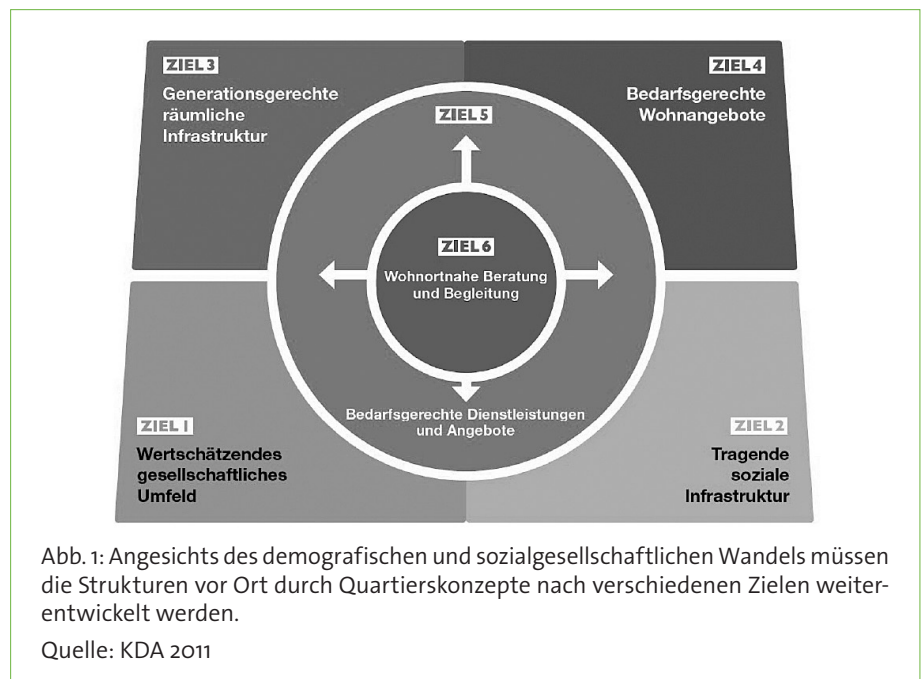 ZIEL 3
Generationsgerechte
räumliche
Infrastruktur
ZIEL 4
Bedarfsgerechte
Wohnangebote
ZIEL 5
ZIEL 6
Wohnortnahe Beratung
und Begleitung
Bedarfsgerechte Dienstleistungen
und Angebote
ZIEL 1
Wertschätzendes
gesellschaftliches
Umfeld
ZIEL 2
Tragende
soziale
Infrastruktur
Abb. 1: Angesichts des demografischen und sozialgesellschaftlichen Wandels müssen
die Strukturen vor Ort durch Quartierskonzepte nach verschiedenen Zielen weiter-
entwickelt werden.
Quelle: KDA 2011